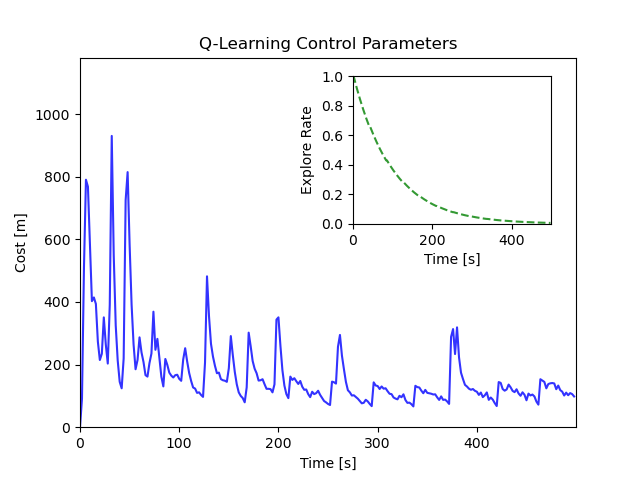 Q-Learning Control Parameters
Cost [m]
1000
800
600
400
200
0
0 100 200 300 400
Time [s]
Explore Rate
1.0
0.8
0.6
0.4
0.2
0.0
0 200 400
Time [s]